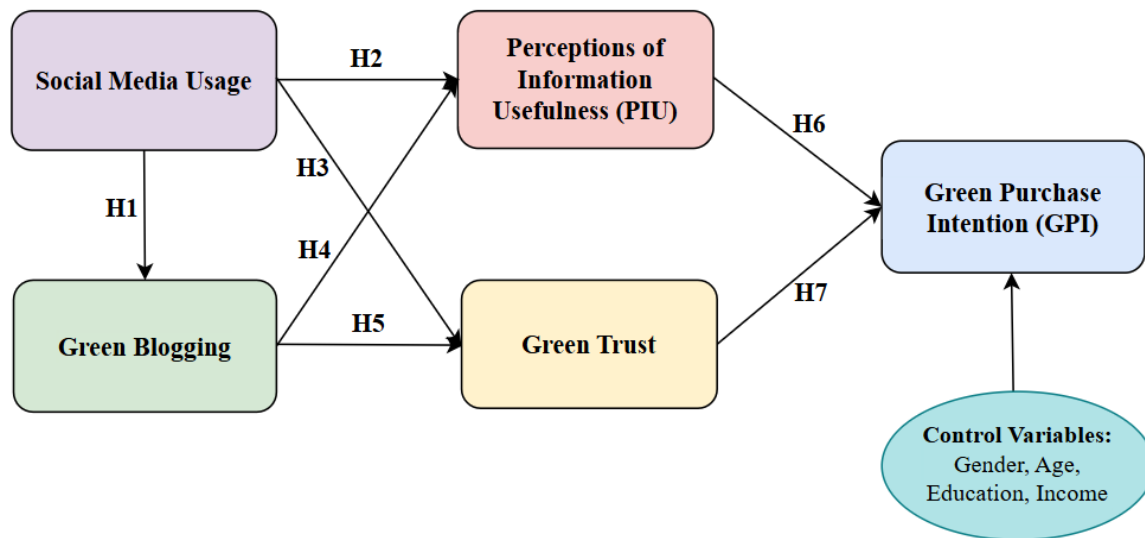 Social Media Usage
H2
Perceptions of
Information
Usefulness (PIU)
H6
H3
H1
Green Purchase
Intention (GPI)
H4
H7
Green Blogging
H5
Green Trust
Control Variables:
Gender, Age,
Education, Income